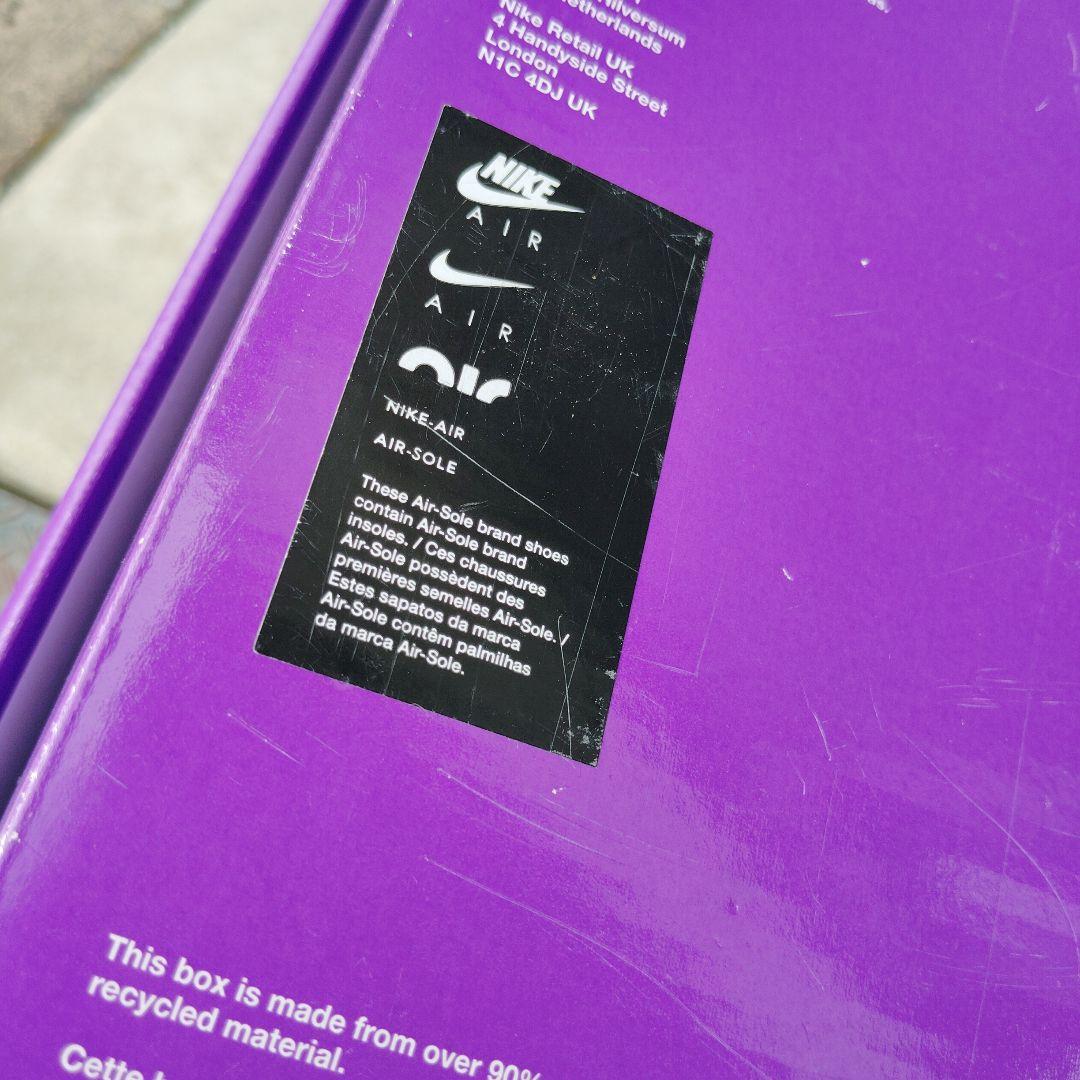 Hilversum
Netherlands
Nike Retail UK
4 Handyside Street
London
N1C 4DJ UK
NIKE
AIR
AIR
air
NIKE-AIR
AIR-SOLE
These Air-Sole brand shoes
contain Air-Sole brand
insoles. / Ces chaussures
Air-Sole possèdent des
premières semelles Air-Sole. /
Estes sapatos da marca
Air-Sole contêm palmilhas
da marca Air-Sole.
This box is made from over 90%
recycled material.
Cette